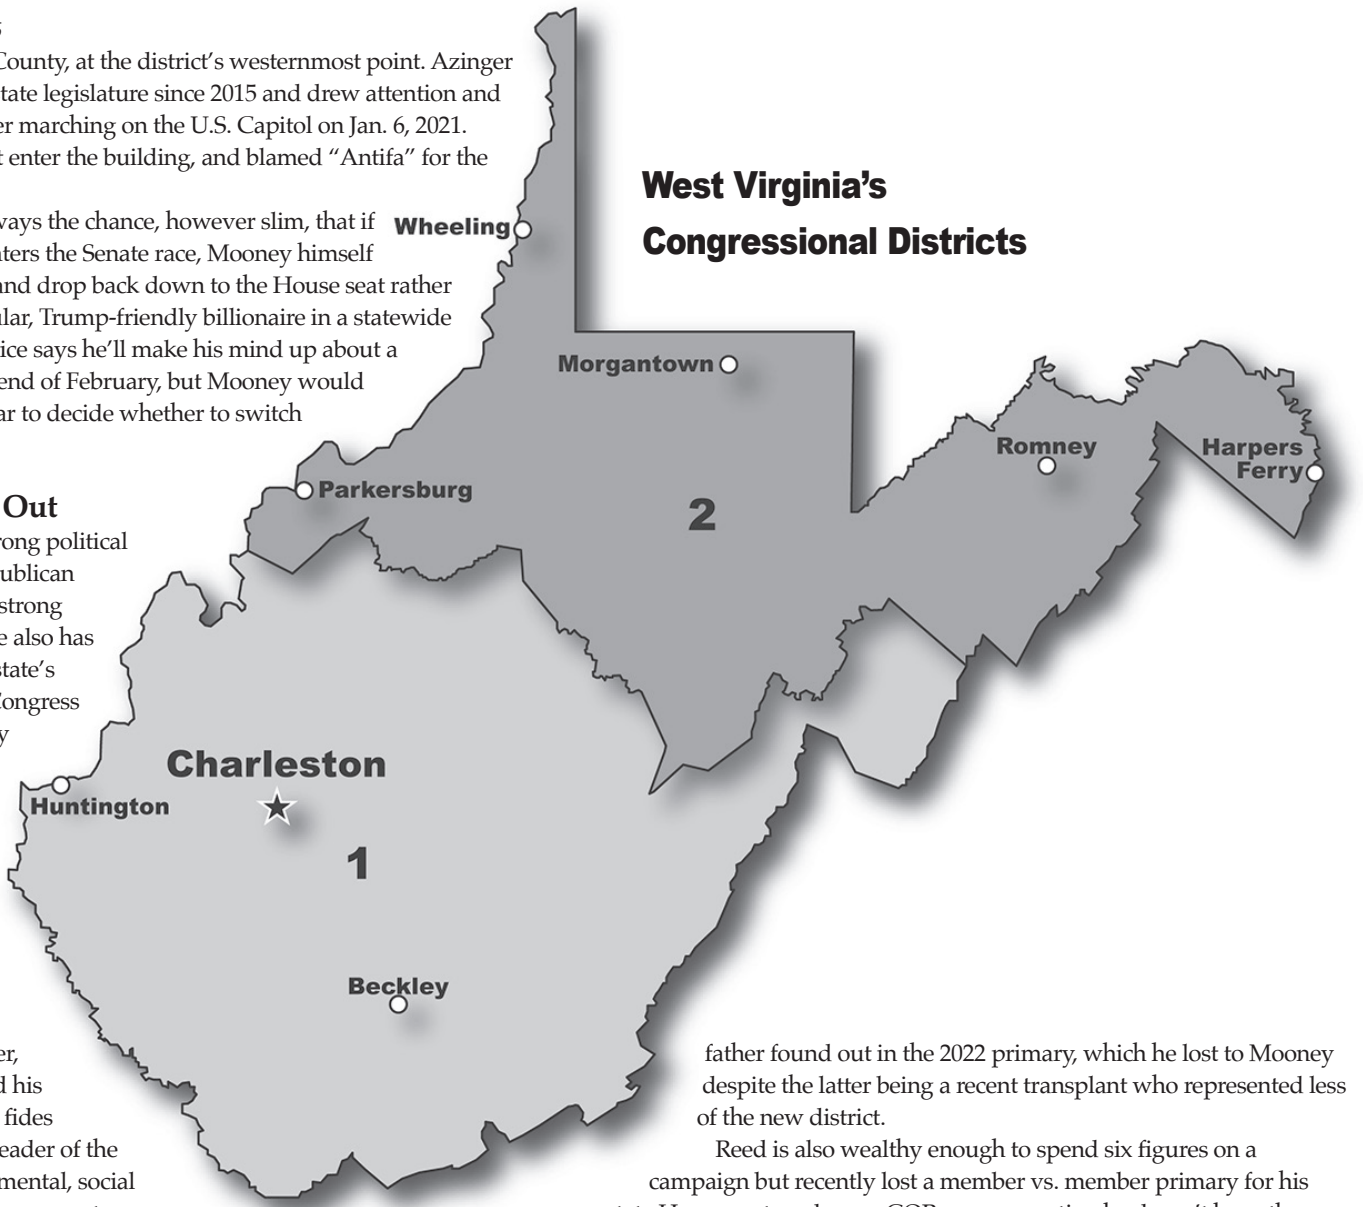 County, at the district's westernmost point. Azinger
tate legislature since 2015 and drew attention and
er marching on the U.S. Capitol on Jan. 6, 2021.
t enter the building, and blamed “Antifa” for the
ways the chance, however slim, that if
nters the Senate race, Mooney himself
and drop back down to the House seat rather
ular, Trump-friendly billionaire in a statewide
ice says he'll make his mind up about a
end of February, but Mooney would
ar to decide whether to switch
Out
rong political
publican
strong
e also has
state's
Congress
y
er,
d his
fides
eader of the
mental, social
West Virginia's
Congressional Districts
Wheeling
Morgantown
Romney
Harpers
Ferry
Parkersburg
2
Charleston
Huntington
1
Beckley
father found out in the 2022 primary, which he lost to Mooney
despite the latter being a recent transplant who represented less
of the new district.
Reed is also wealthy enough to spend six figures on a
campaign but recently lost a member vs. member primary for his